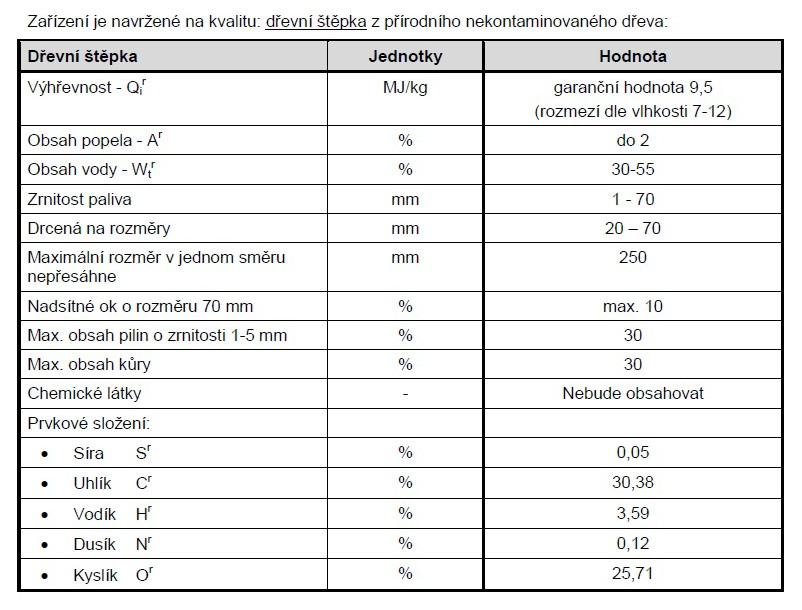 Zařízení je navržené na kvalitu: dřevní štěpka z přírodního nekontaminovaného dřeva:
Dřevní štěpka Jednotky Hodnota
Výhřevnost - Qir MJ/kg garanční hodnota 9,5
(rozmezí dle vlhkosti 7-12)
Obsah popela - Ar % do 2
Obsah vody - Wtr % 30-55
Zrnitost paliva mm 1 - 70
Drcená na rozměry mm 20 – 70
Maximální rozměr v jednom směru mm 250
nepřesáhne
Nadsítné ok o rozměru 70 mm % max. 10
Max. obsah pilin o zrnitosti 1-5 mm % 30
Max. obsah kůry % 30
Chemické látky - Nebude obsahovat
Prvkové složení:
• Síra Sr % 0,05
• Uhlík Cr % 30,38
• Vodík Hr % 3,59
• Dusík Nr % 0,12
• Kyslík Or % 25,71